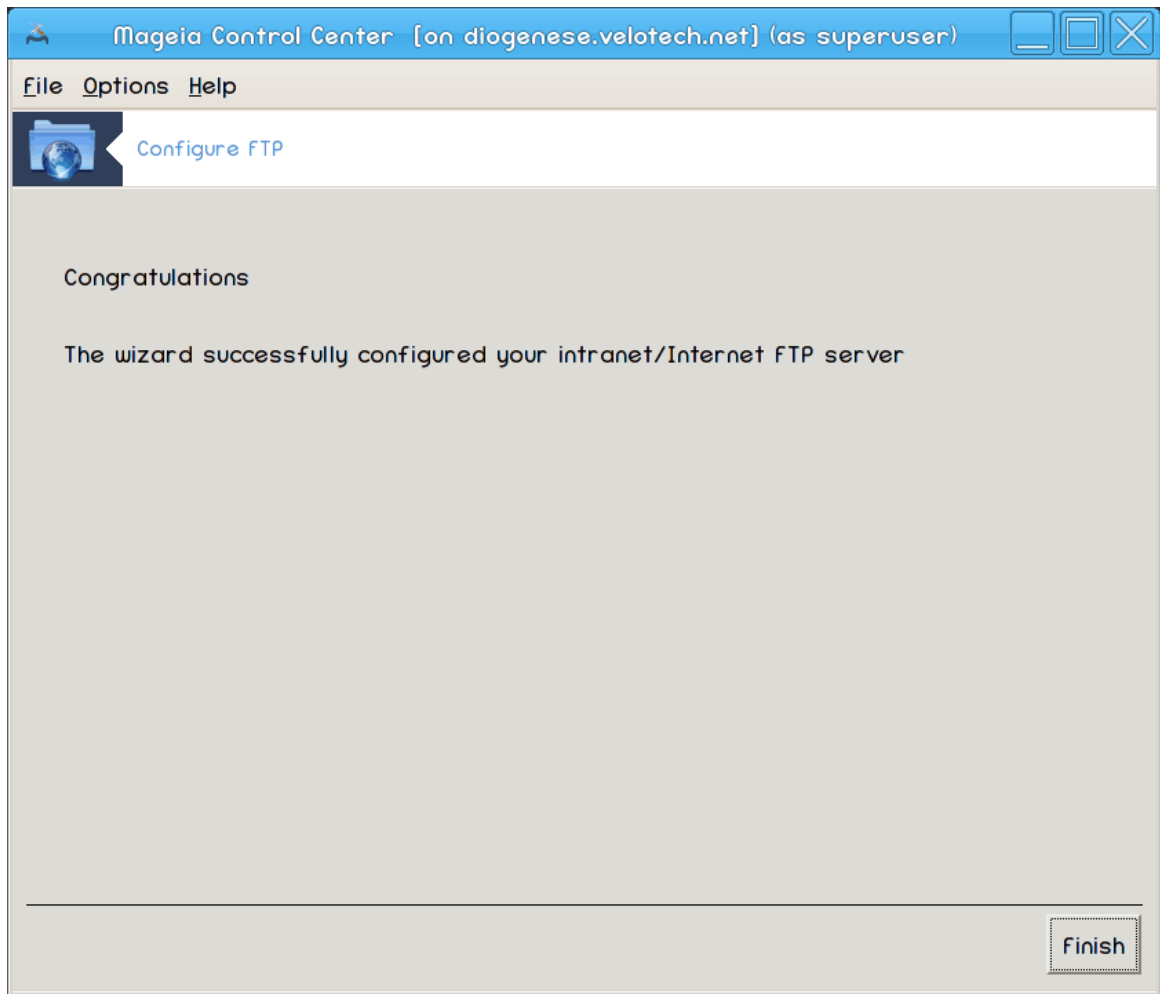 Mageia Control Center [on diogenese.velotech.net] (as superuser)
File Options Help
Configure FTP
Congratulations
The wizard successfully configured your intranet/Internet FTP server
Finish